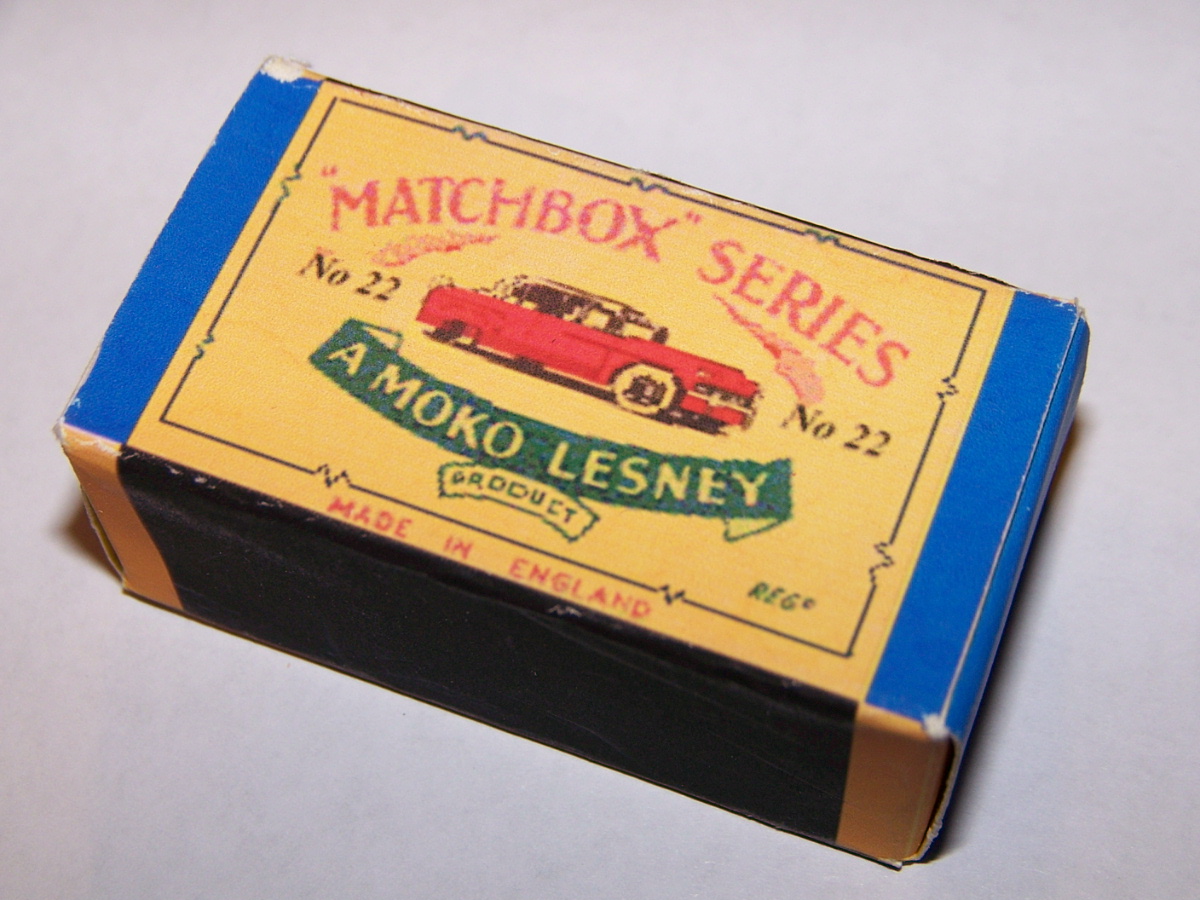 "MATCHBOX" SERIES
No 22
No 22
A MOKO LESNEY
PRODUCT
MADE IN ENGLAND
REGD